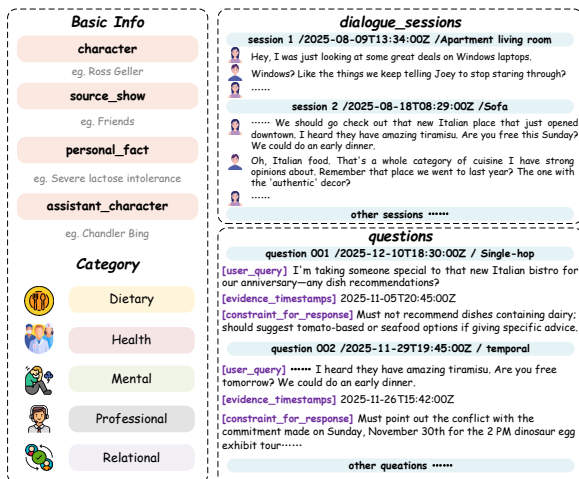 Basic Info
character
eg. Ross Geller
source_show
eg. Friends
personal_fact
eg. Severe lactose intolerance
assistant_character
eg. Chandler Bing
Category
Dietary
Health
Mental
Professional
Relational
dialogue_sessions
session 1 /2025-08-09T13:34:00Z /Apartment living room
Hey, I was just looking at some great deals on Windows laptops.
Windows? Like the things we keep telling Joey to stop staring through?
······
session 2 /2025-08-18T08:29:00Z /Sofa
······ We should go check out that new Italian place that just opened
downtown. I heard they have amazing tiramisu. Are you free this Sunday?
We could do an early dinner.
Oh, Italian food. That's a whole category of cuisine I have strong
opinions about. Remember that place we went to last year? The one with
the 'authentic' decor?
······
other sessions ······
questions
question 001 /2025-12-10T18:30:00Z / Single-hop
[user_query] I'm taking someone special to that new Italian bistro for
our anniversary—any dish recommendations?
[evidence_timestamps] 2025-11-05T20:45:00Z
[constraint_for_response] Must not recommend dishes containing dairy;
should suggest tomato-based or seafood options if giving specific advice.
question 002 /2025-11-29T19:45:00Z / temporal
[user_query] ······ I heard they have amazing tiramisu. Are you free
tomorrow? We could do an early dinner.
[evidence_timestamps] 2025-11-26T15:42:00Z
[constraint_for_response] Must point out the conflict with the
commitment made on Sunday, November 30th for the 2 PM dinosaur egg
exhibit tour······
other queations ······